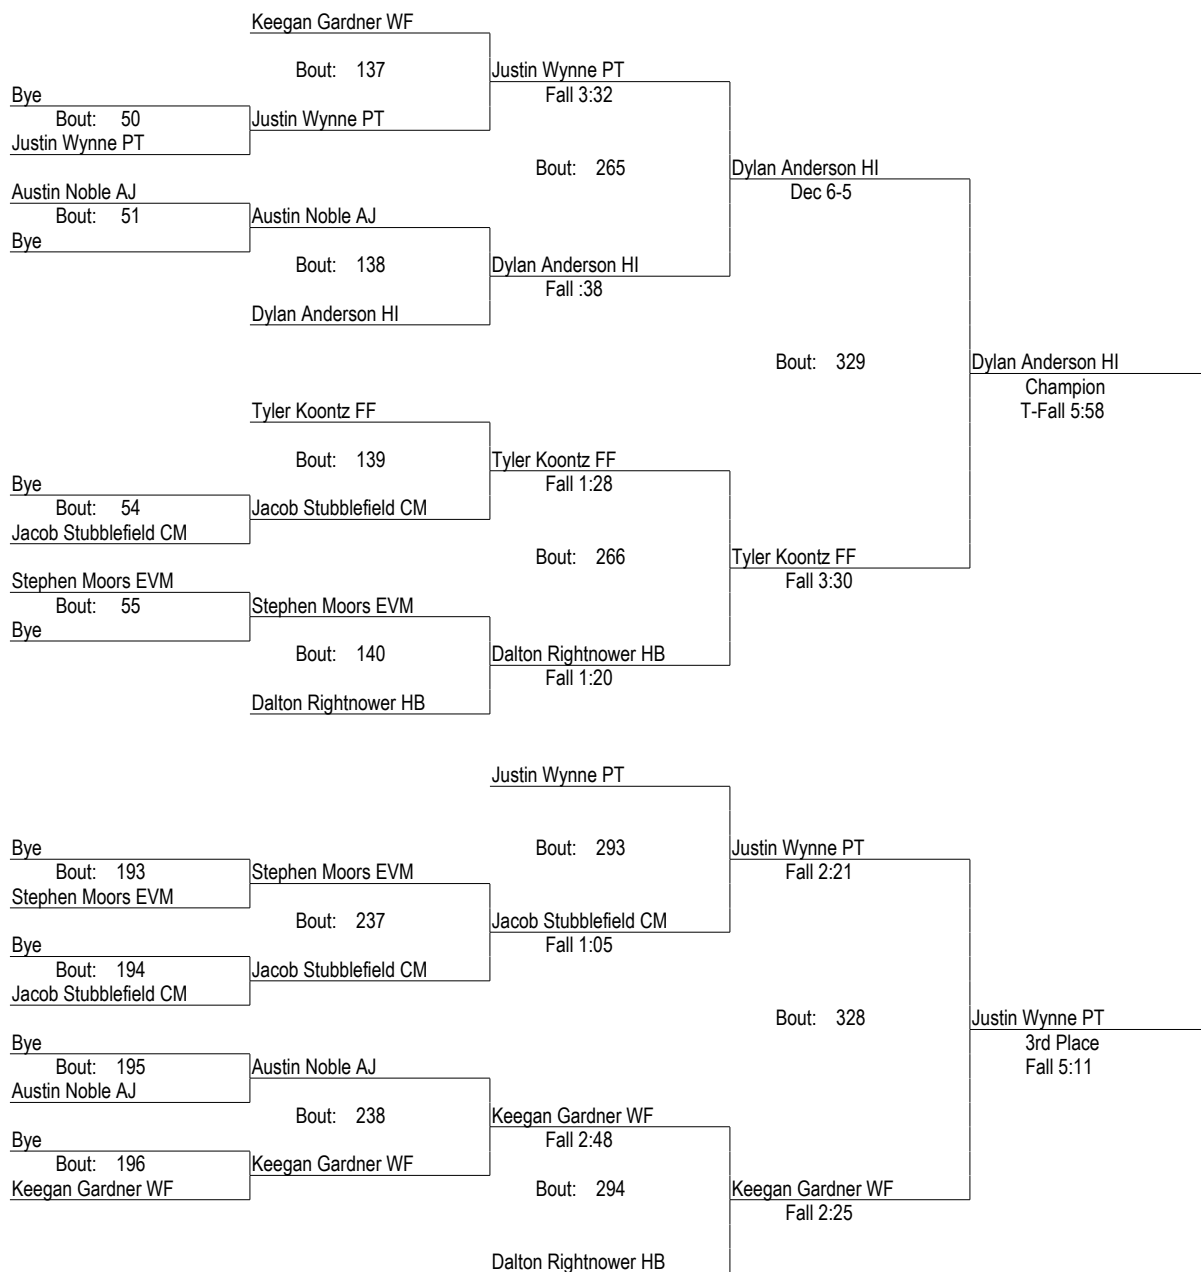 Keegan Gardner WF
Bout: 137
Justin Wynne PT
Fall 3:32
Bye
Bout: 50
Justin Wynne PT
Justin Wynne PT
Bout: 265
Dylan Anderson HI
Dec 6-5
Austin Noble AJ
Bout: 51
Austin Noble AJ
Bye
Bout: 138
Dylan Anderson HI
Fall :38
Dylan Anderson HI
Bout: 329
Dylan Anderson HI
Champion
T-Fall 5:58
Tyler Koontz FF
Bout: 139
Tyler Koontz FF
Fall 1:28
Bye
Bout: 54
Jacob Stubblefield CM
Jacob Stubblefield CM
Bout: 266
Tyler Koontz FF
Fall 3:30
Stephen Moors EVM
Bout: 55
Stephen Moors EVM
Bye
Bout: 140
Dalton Rightnower HB
Fall 1:20
Dalton Rightnower HB
Justin Wynne PT
Bout: 293
Justin Wynne PT
Fall 2:21
Bye
Bout: 193
Stephen Moors EVM
Stephen Moors EVM
Bout: 237
Jacob Stubblefield CM
Fall 1:05
Bye
Bout: 194
Jacob Stubblefield CM
Jacob Stubblefield CM
Bout: 328
Justin Wynne PT
3rd Place
Fall 5:11
Bye
Bout: 195
Austin Noble AJ
Austin Noble AJ
Bout: 238
Keegan Gardner WF
Fall 2:48
Bye
Bout: 196
Keegan Gardner WF
Keegan Gardner WF
Bout: 294
Keegan Gardner WF
Fall 2:25
Dalton Rightnower HB